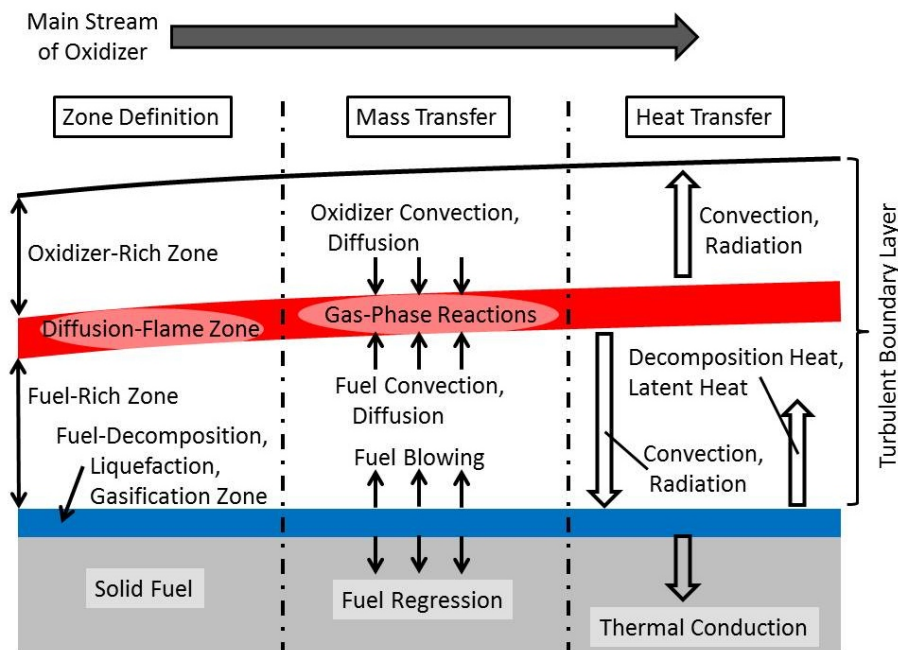 Main Stream
of Oxidizer
Zone Definition
Mass Transfer
Heat Transfer
Oxidizer-Rich Zone
Oxidizer Convection,
Diffusion
Convection,
Radiation
Diffusion-Flame Zone
Gas-Phase Reactions
Fuel-Rich Zone
Fuel Convection,
Diffusion
Decomposition Heat,
Latent Heat
Fuel-Decomposition,
Liquefaction,
Gasification Zone
Fuel Blowing
Convection,
Radiation
Turbulent Boundary Layer
Solid Fuel
Fuel Regression
Thermal Conduction